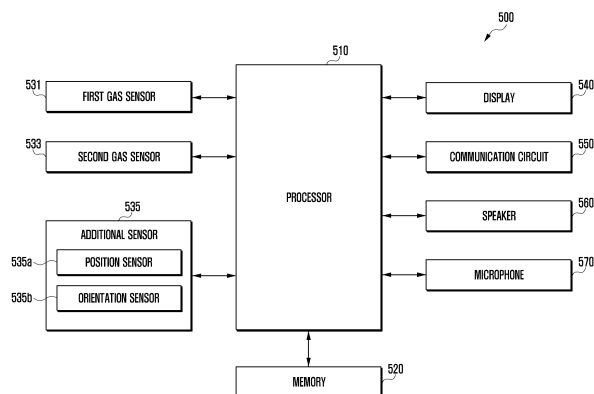 500
510
531
FIRST GAS SENSOR
DISPLAY
540
533
SECOND GAS SENSOR
COMMUNICATION CIRCUIT
550
PROCESSOR
535
ADDITIONAL SENSOR
SPEAKER
560
535a
POSITION SENSOR
535b
ORIENTATION SENSOR
MICROPHONE
570
MEMORY
520